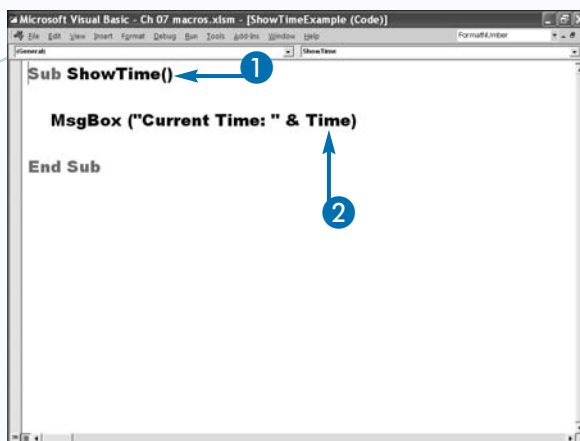 Microsoft Visual Basic - Ch 07 macros.xlsm - [ShowTimeExample (Code)]
File Edit View Insert Format Debug Run Tools Add-Ins Window Help
FormatNumber
(General)
ShowTime
Sub ShowTime()
1
MsgBox ("Current Time: " & Time)
End Sub
2